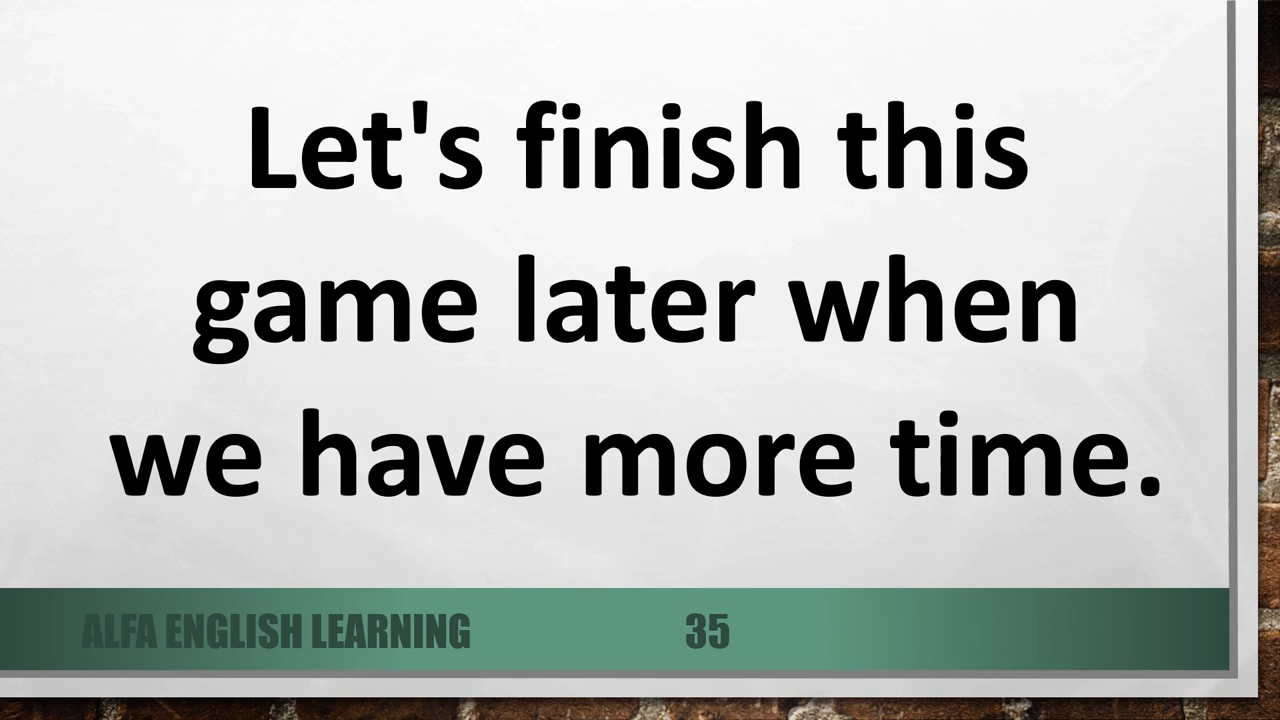 Let's finish this
game later when
we have more time.
ALFA ENGLISH LEARNING 35